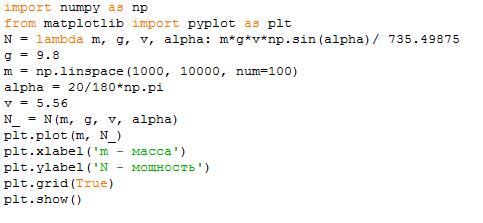 import numpy as np
from matplotlib import pyplot as plt
N = lambda m, g, v, alpha: m*g*v*np.sin(alpha)/ 735.49875
g = 9.8
m = np.linspace(1000, 10000, num=100)
alpha = 20/180*np.pi
v = 5.56
N_ = N(m, g, v, alpha)
plt.plot(m, N_)
plt.xlabel('m - масса')
plt.ylabel('N - мощность')
plt.grid(True)
plt.show()